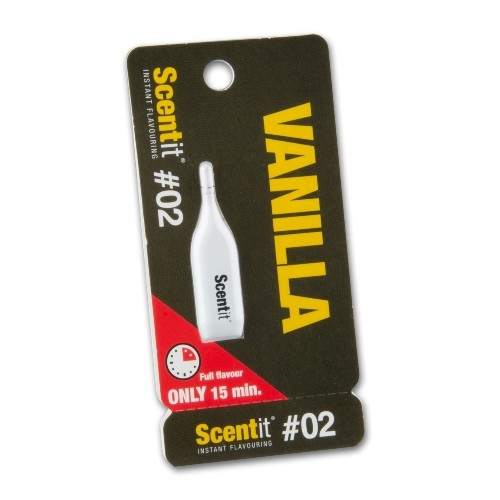 Scentit®
INSTANT FLAVOURING
#02
VANILLA
Scentit®
Full flavour
ONLY 15 min.
Scentit® #02
INSTANT FLAVOURING